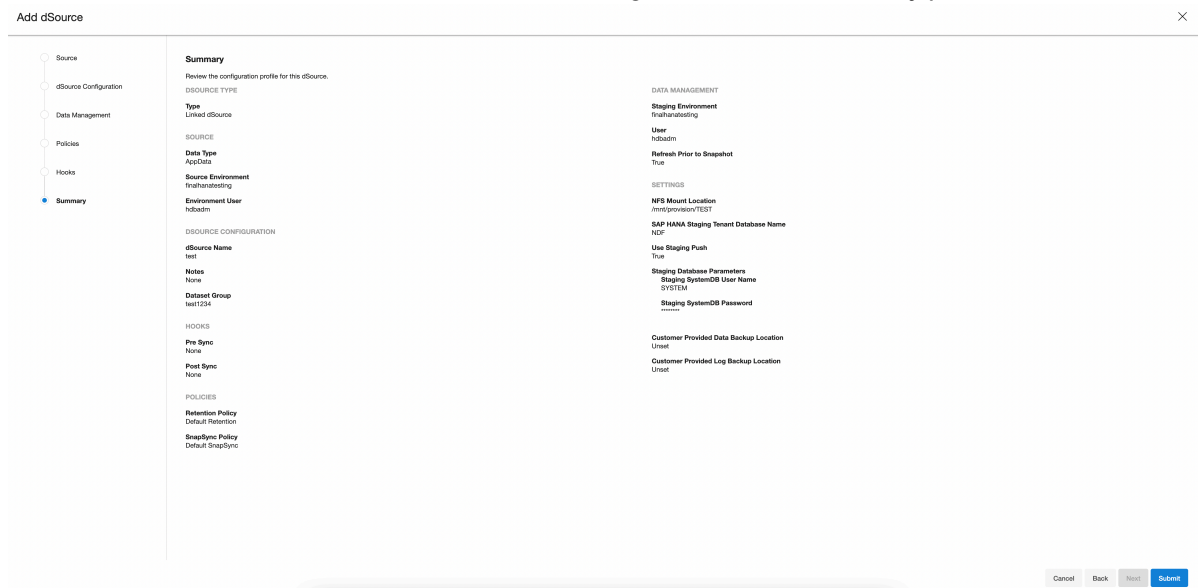 Add dSource
Source
dSource Configuration
Data Management
Policies
Hooks
Summary
Summary
Review the configuration profile for this dSource.
DSOURCE TYPE
Type
Linked dSource
SOURCE
Data Type
AppData
Source Environment
finalhanatesting
Environment User
hdbadm
DSOURCE CONFIGURATION
dSource Name
test
Notes
None
Dataset Group
test1234
HOOKS
Pre Sync
None
Post Sync
None
POLICIES
Retention Policy
Default Retention
SnapSync Policy
Default SnapSync
DATA MANAGEMENT
Staging Environment
finalhanatesting
User
hdbadm
Refresh Prior to Snapshot
True
SETTINGS
NFS Mount Location
/mnt/provision/TEST
SAP HANA Staging Tenant Database Name
NDF
Use Staging Push
True
Staging Database Parameters
Staging SystemDB User Name
SYSTEM
Staging SystemDB Password
********
Customer Provided Data Backup Location
Unset
Customer Provided Log Backup Location
Unset
Cancel Back Next Submit